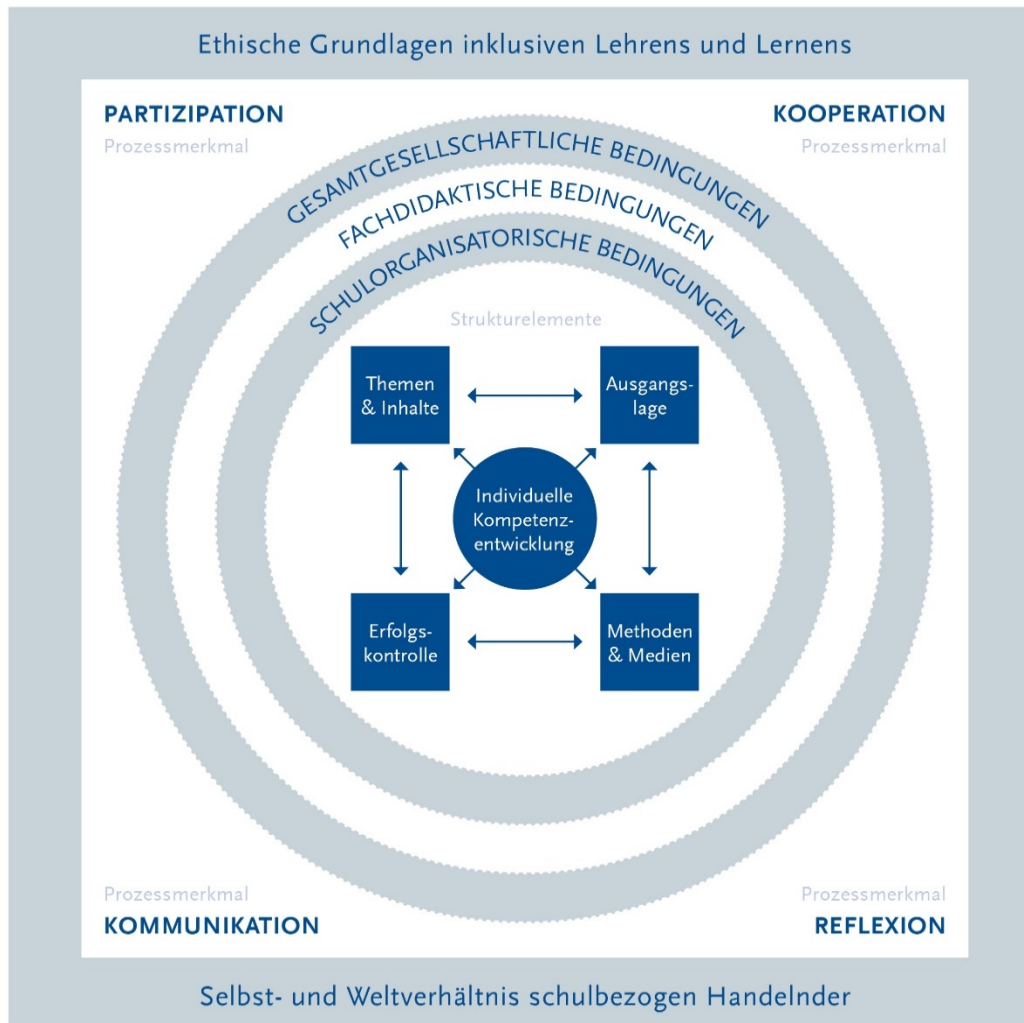 Ethische Grundlagen inklusiven Lehrens und Lernens
PARTIZIPATION
Prozessmerkmal
KOOPERATION
Prozessmerkmal
GESAMTGESELLSCHAFTLICHE BEDINGUNGEN
FACHDIDAKTISCHE BEDINGUNGEN
SCHULORGANISATORISCHE BEDINGUNGEN
Strukturelemente
Themen
& Inhalte
Ausgangs-
lage
Individuelle
Kompetenz-
entwicklung
Erfolgs-
kontrolle
Methoden
& Medien
Prozessmerkmal
KOMMUNIKATION
Prozessmerkmal
REFLEXION
Selbst- und Weltverhältnis schulbezogen Handelnder